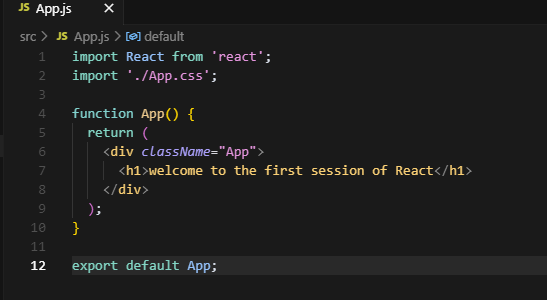 JS App.js ×
src > JS App.js > default
1 import React from 'react';
2 import './App.css';
3
4 function App() {
5 return (
6 <div className="App">
7 <h1>welcome to the first session of React</h1>
8 </div>
9 );
10 }
11
12 export default App;